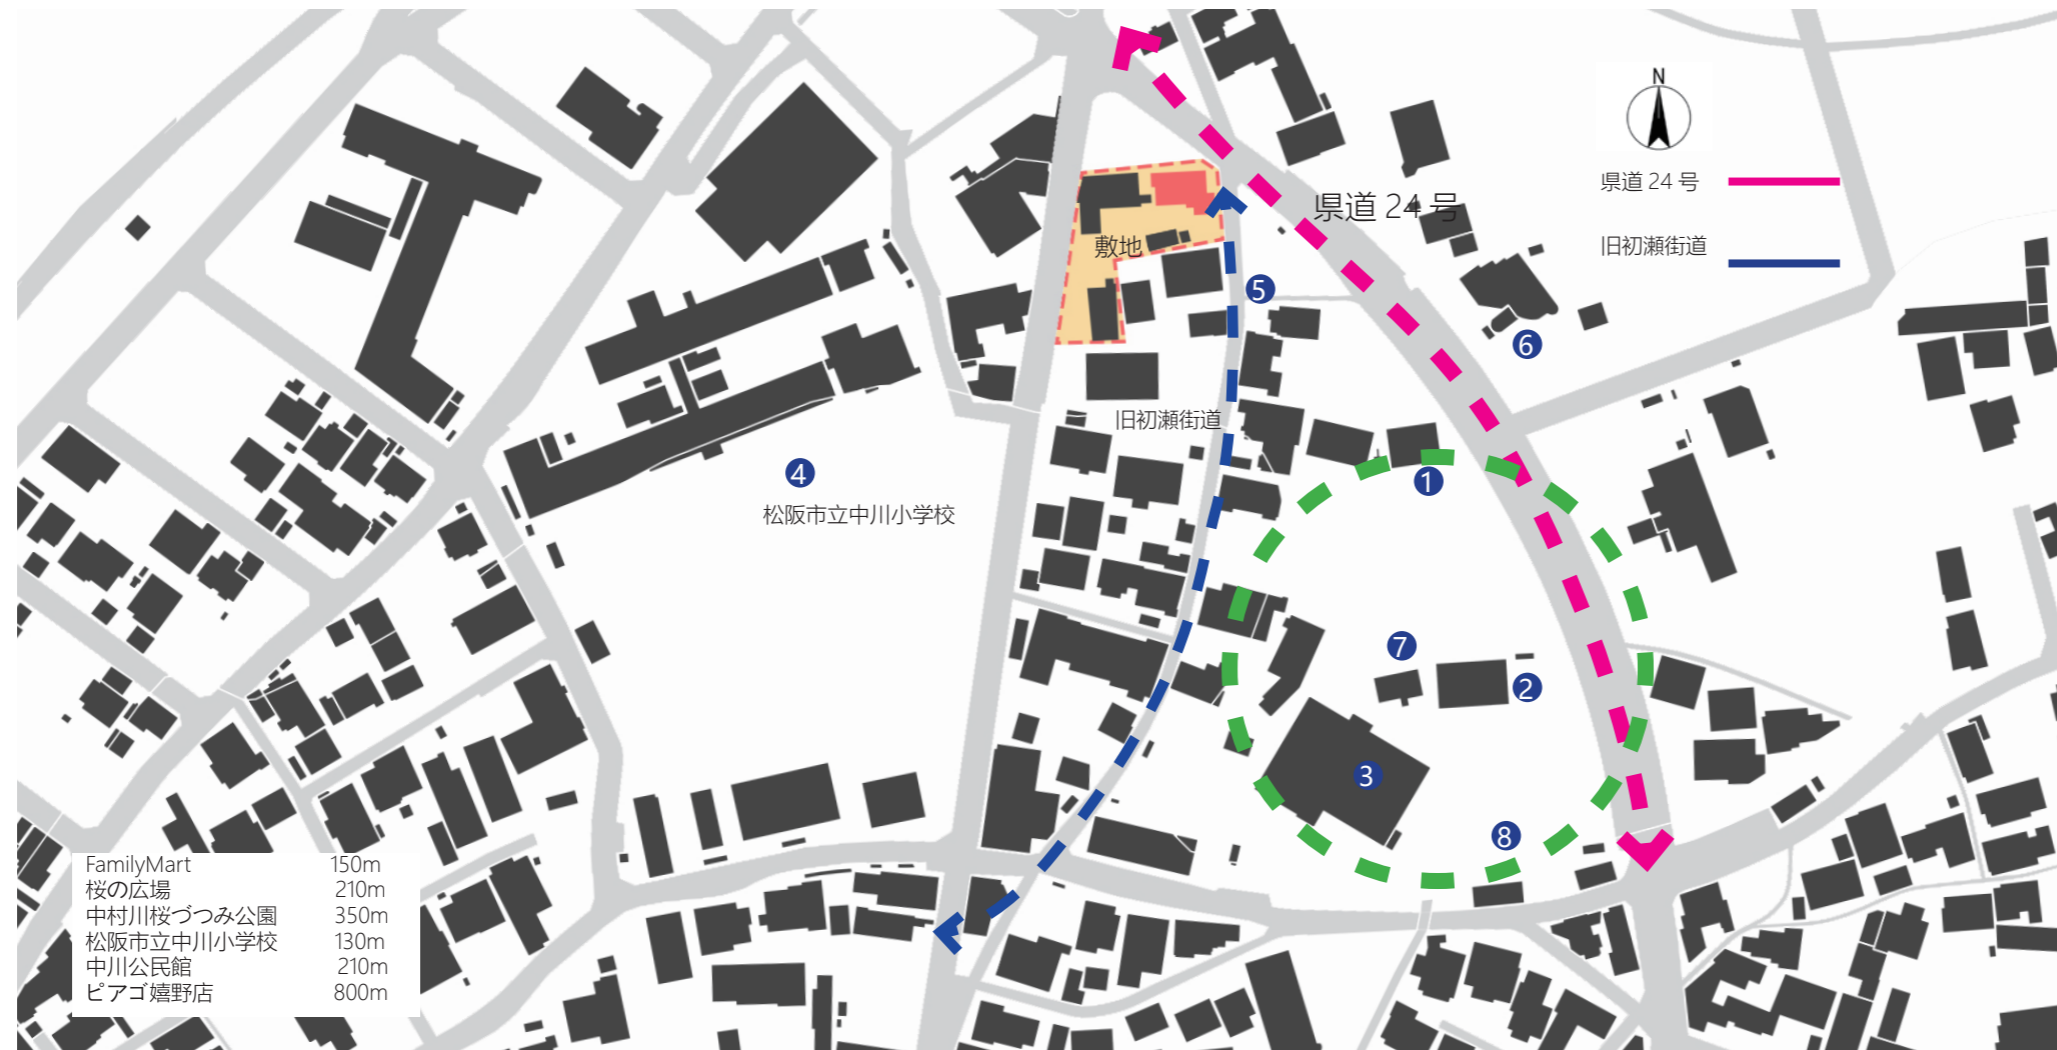 N
県道 24 号
旧初瀬街道
県道 24 号
敷地
5
6
旧初瀬街道
4
松阪市立中川小学校
1
7
2
3
8
FamilyMart 150m
桜の広場 210m
中村川桜づつみ公園 350m
松阪市立中川小学校 130m
中川公民館 210m
ピアゴ嬉野店 800m